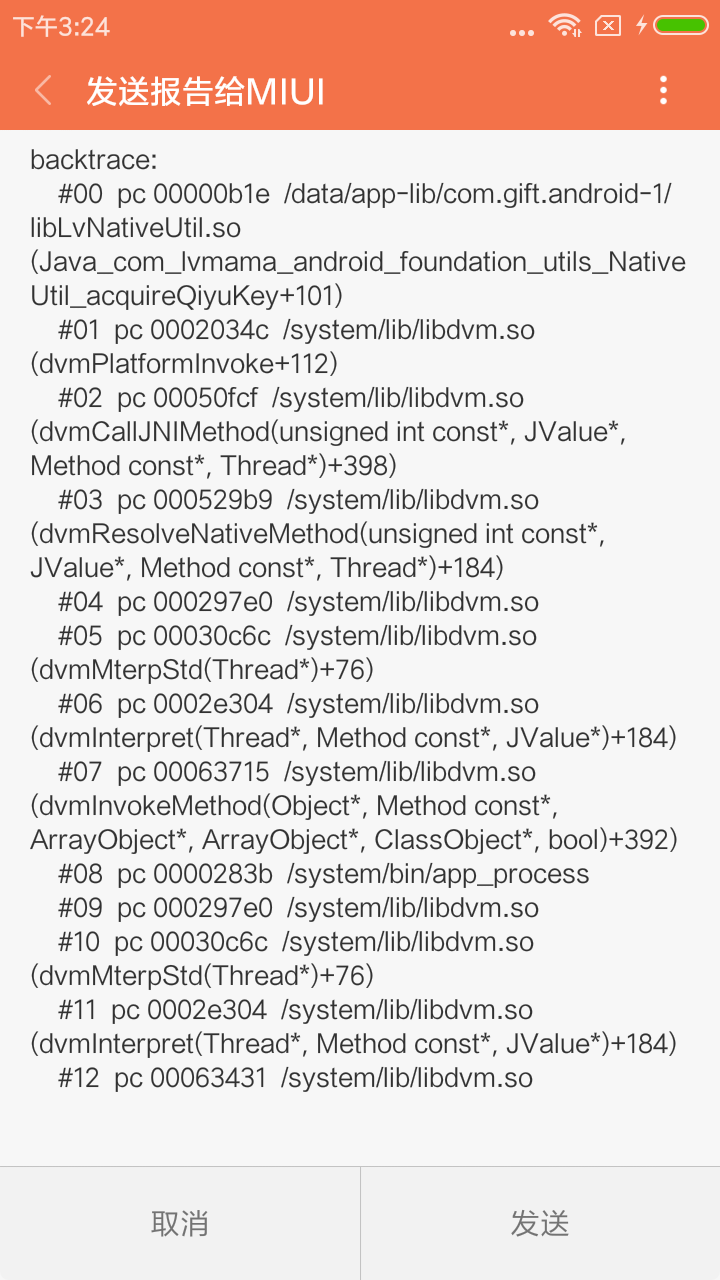 下午3:24
发送报告给MIUI
backtrace:
#00 pc 00000b1e /data/app-lib/com.gift.android-1/
libLvNativeUtil.so
(Java_com_lvmama_android_foundation_utils_Native
Util_acquireQiyuKey+101)
#01 pc 0002034c /system/lib/libdvm.so
(dvmPlatformInvoke+112)
#02 pc 00050fcf /system/lib/libdvm.so
(dvmCallJNIMethod(unsigned int const*, JValue*,
Method const*, Thread*)+398)
#03 pc 000529b9 /system/lib/libdvm.so
(dvmResolveNativeMethod(unsigned int const*,
JValue*, Method const*, Thread*)+184)
#04 pc 000297e0 /system/lib/libdvm.so
#05 pc 00030c6c /system/lib/libdvm.so
(dvmMterpStd(Thread*)+76)
#06 pc 0002e304 /system/lib/libdvm.so
(dvmInterpret(Thread*, Method const*, JValue*)+184)
#07 pc 00063715 /system/lib/libdvm.so
(dvmInvokeMethod(Object*, Method const*,
ArrayObject*, ArrayObject*, ClassObject*, bool)+392)
#08 pc 0000283b /system/bin/app_process
#09 pc 000297e0 /system/lib/libdvm.so
#10 pc 00030c6c /system/lib/libdvm.so
(dvmMterpStd(Thread*)+76)
#11 pc 0002e304 /system/lib/libdvm.so
(dvmInterpret(Thread*, Method const*, JValue*)+184)
#12 pc 00063431 /system/lib/libdvm.so
取消
发送